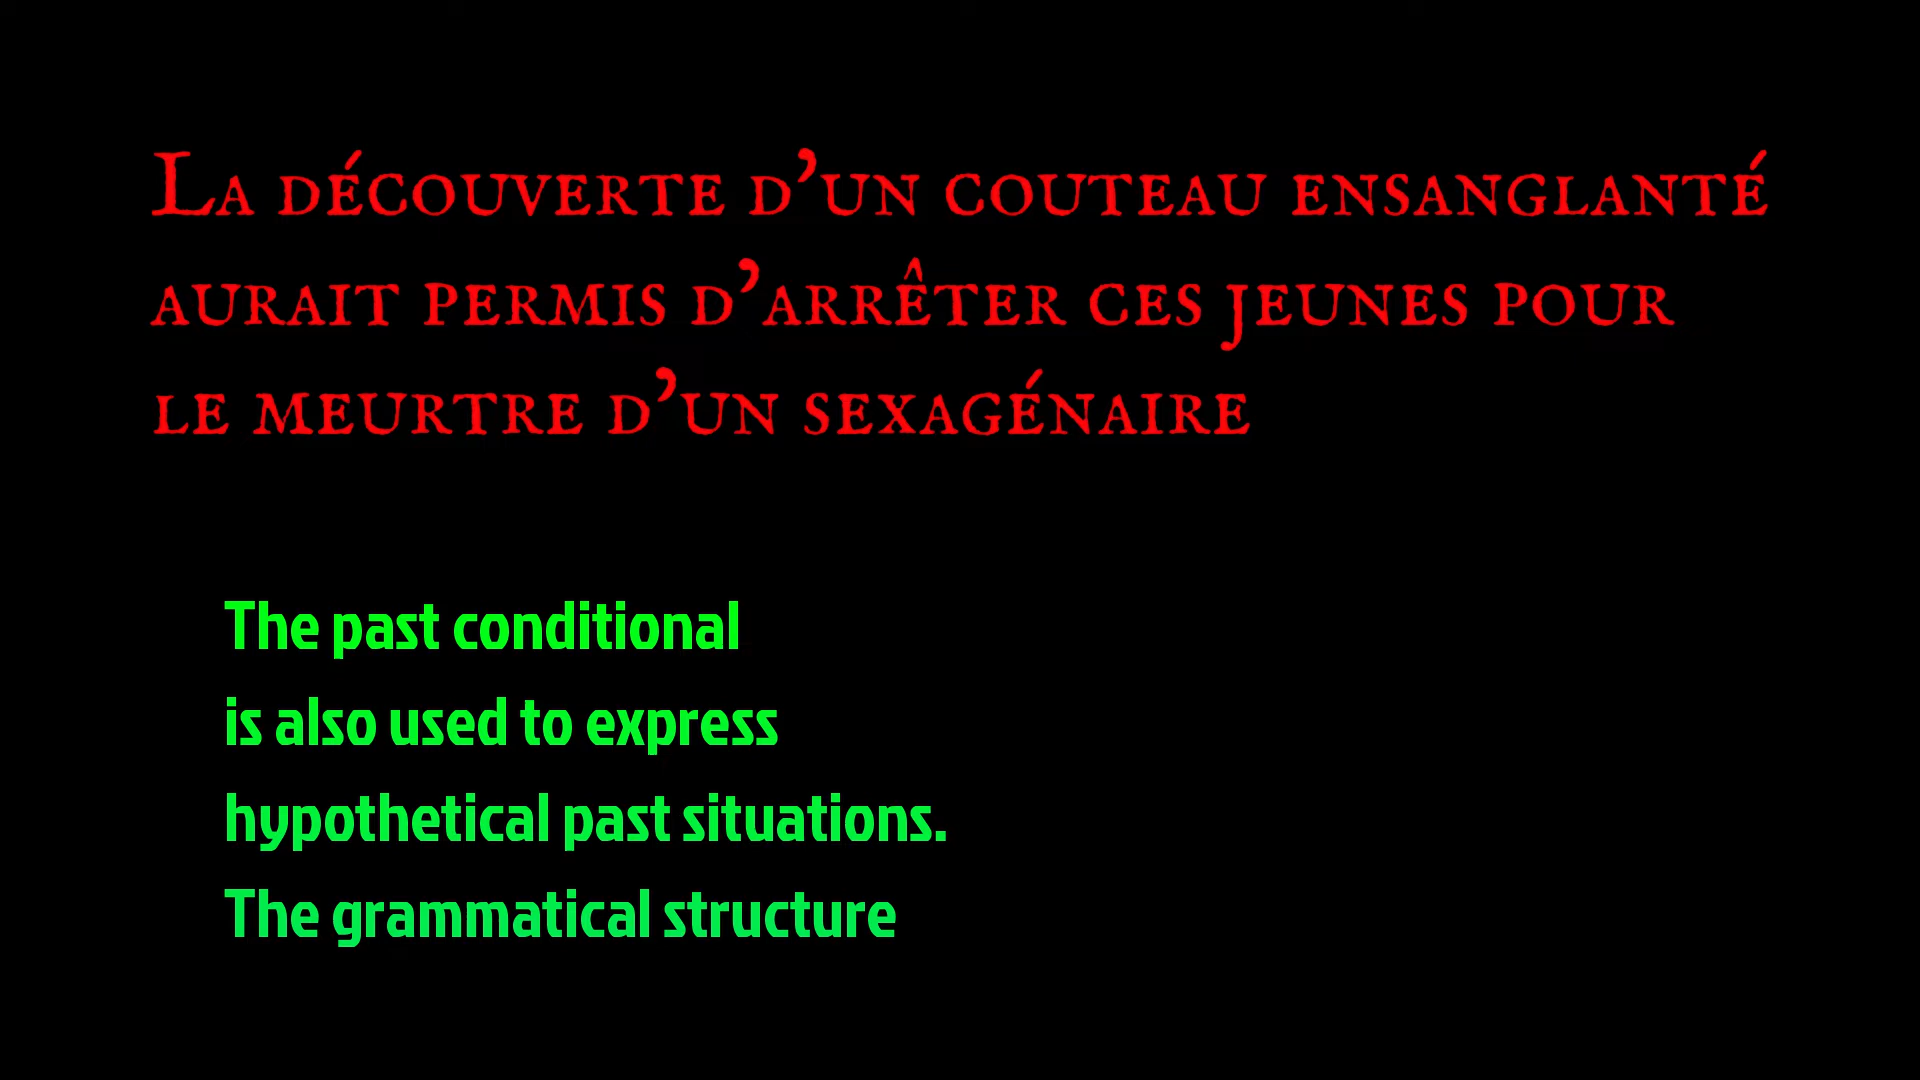 La découverte d’un couteau ensanglanté
aurait permis d’arrêter ces jeunes pour
le meurtre d’un sexagénaire
The past conditional
is also used to express
hypothetical past situations.
The grammatical structure